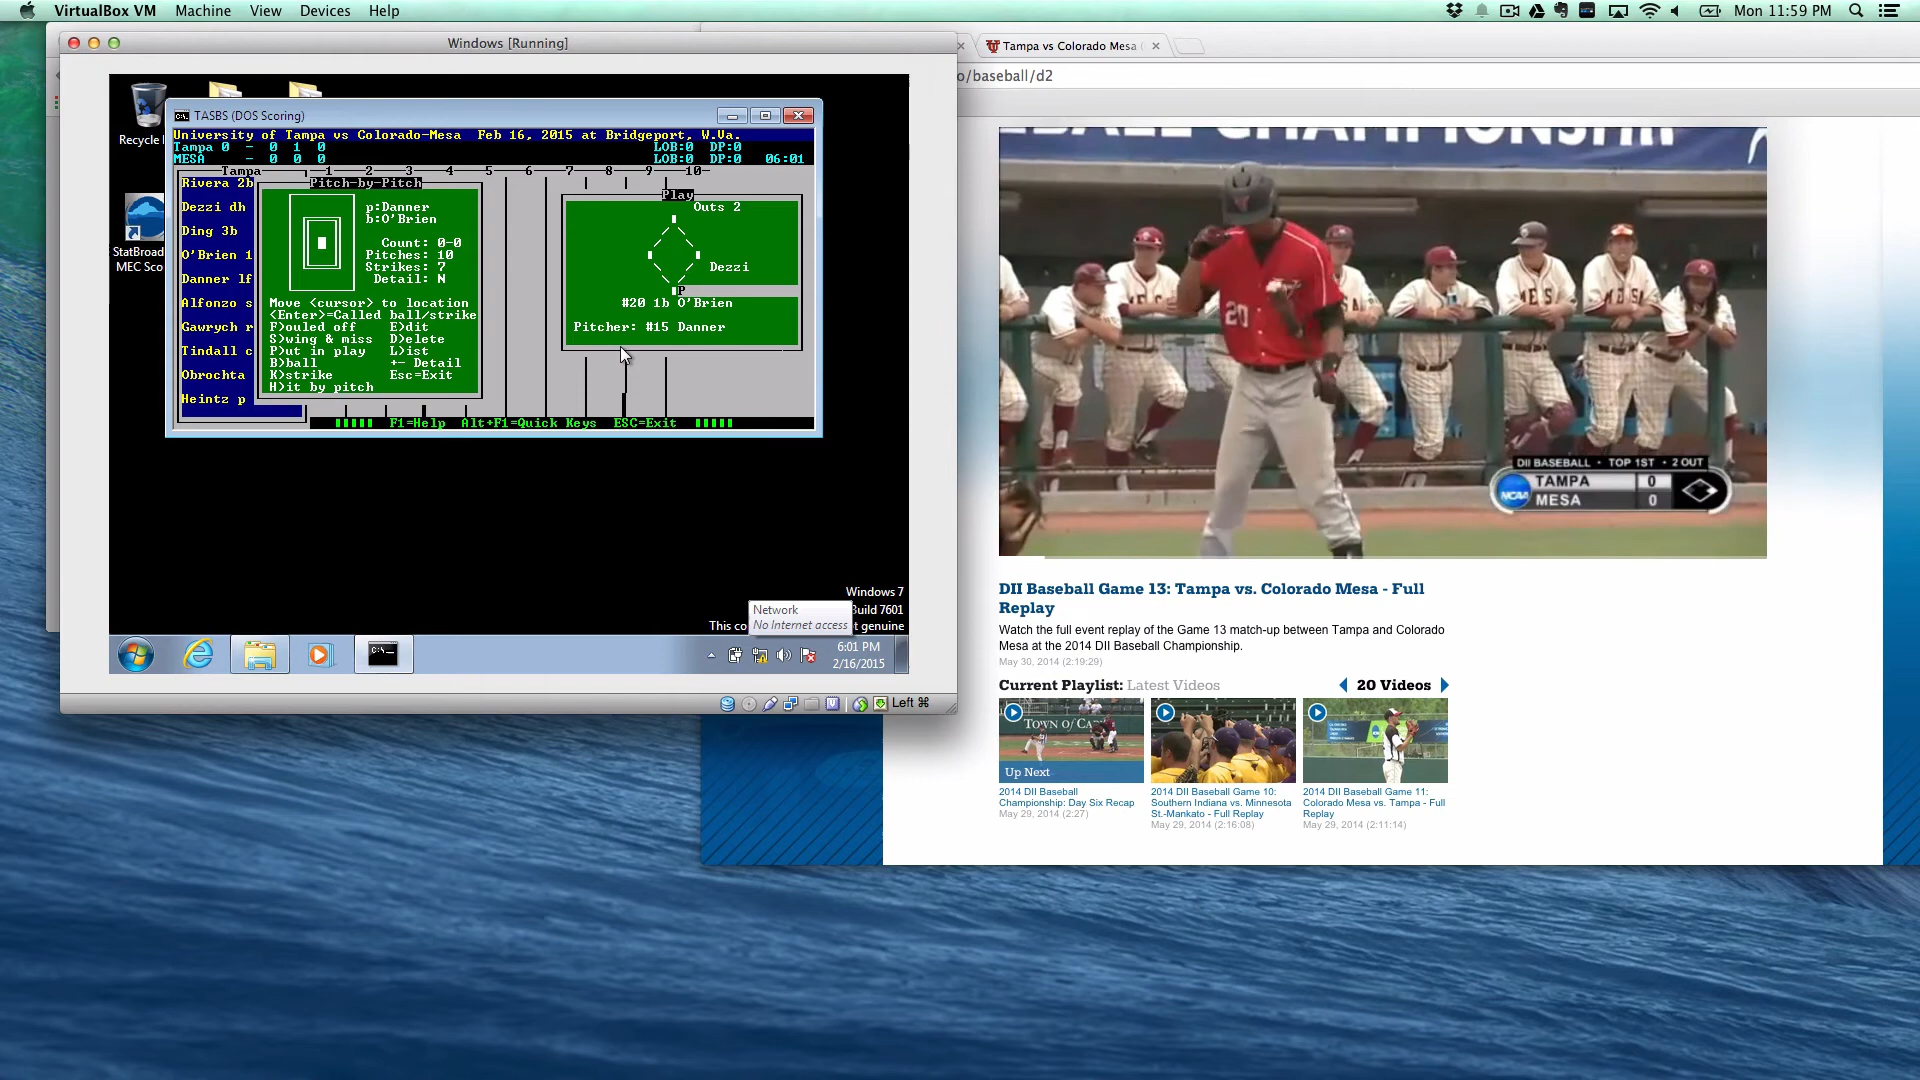 VirtualBox VM Machine View Devices Help
Mon 11:59 PM
Windows [Running]
Tampa vs Colorado Mesa
o/baseball/d2
Recycle
TASBS (DOS Scoring)
University of Tampa vs Colorado-Mesa Feb 16, 2015 at Bridgeport, W.Va.
Tampa 0 - 0 1 0 LOB:0 DP:0
MESA - 0 0 0 LOB:0 DP:0 06:01
Tampa 1 2 3 4 5 6 7 8 9 10
Rivera 2b
Dezzi dh
Ding 3b
O'Brien 1
Danner lf
Alfonzo s
Gawrych r
Tindall c
Obrochta
Heintz p
Pitch-by-Pitch
p:Danner
b:O'Brien
Count: 0-0
Pitches: 10
Strikes: 7
Detail: N
Move <cursor> to location
<Enter>=Called ball/strike
F)ouled off E)dit
S)wing & miss D)elete
P)ut in play L)ist
B)ball +- Detail
K)strike Esc=Exit
H)it by pitch
Play
Outs 2
Dezzi
P
#20 1b O'Brien
Pitcher: #15 Danner
F1=Help Alt+F1=Quick Keys ESC=Exit
StatBroad
MEC Sco
Windows 7
Build 7601
This co
t genuine
Network
No Internet access
6:01 PM
2/16/2015
Left ⌘
BALL CHAMPIONSHIP
20
DII BASEBALL • TOP 1ST • 2 OUT
NCAA
TAMPA 0
MESA 0
DII Baseball Game 13: Tampa vs. Colorado Mesa - Full
Replay
Watch the full event replay of the Game 13 match-up between Tampa and Colorado
Mesa at the 2014 DII Baseball Championship.
May 30, 2014 (2:19:29)
Current Playlist: Latest Videos
20 Videos
TOWN OF CA
Up Next
2014 DII Baseball
Championship: Day Six Recap
May 29, 2014 (2:27)
2014 DII Baseball Game 10:
Southern Indiana vs. Minnesota
St.-Mankato - Full Replay
May 29, 2014 (2:16:08)
2014 DII Baseball Game 11:
Colorado Mesa vs. Tampa - Full
Replay
May 29, 2014 (2:11:14)